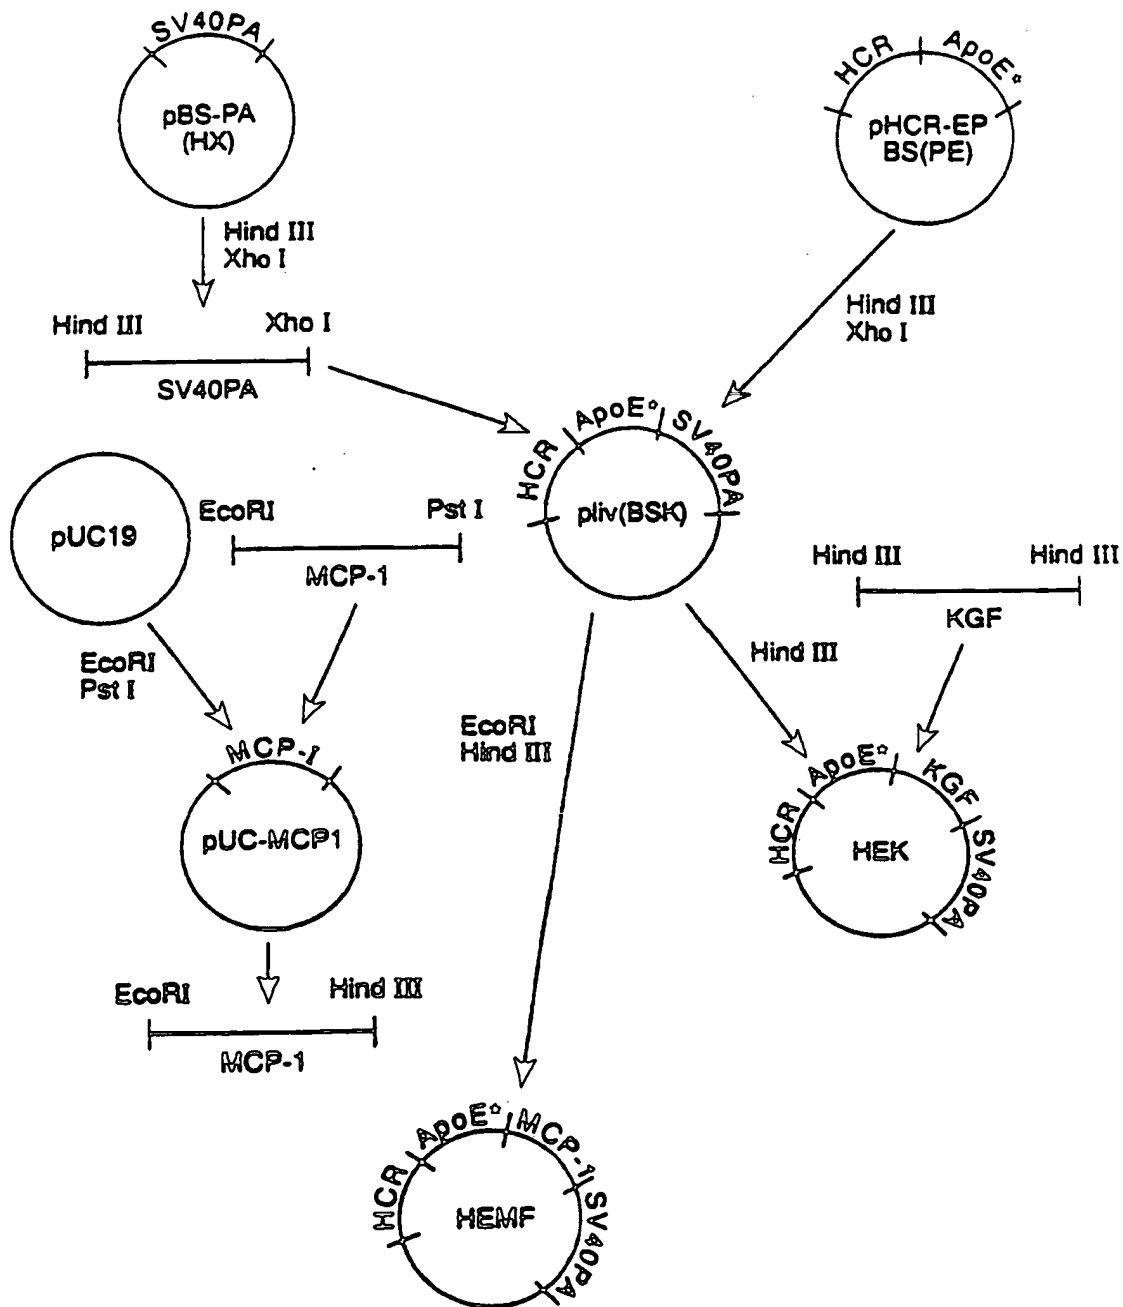 SV40PA
pBS-PA
(HX)
HCR
ApoE*
pHCR-EP
BS(PE)
Hind III
Xho I
Hind III
Xho I
Hind III
Xho I
SV40PA
HCR
ApoE*
SV40PA
pliv(BSK)
pUC19
EcoRI
Pst I
MCP-1
Hind III
Hind III
KGF
EcoRI
Pst I
Hind III
EcoRI
Hind III
MCP-I
pUC-MCP1
HCR
ApoE*
KGF
SV40PA
HEK
EcoRI
Hind III
MCP-1
HCR
ApoE*
MCP-1
SV40PA
HEMF